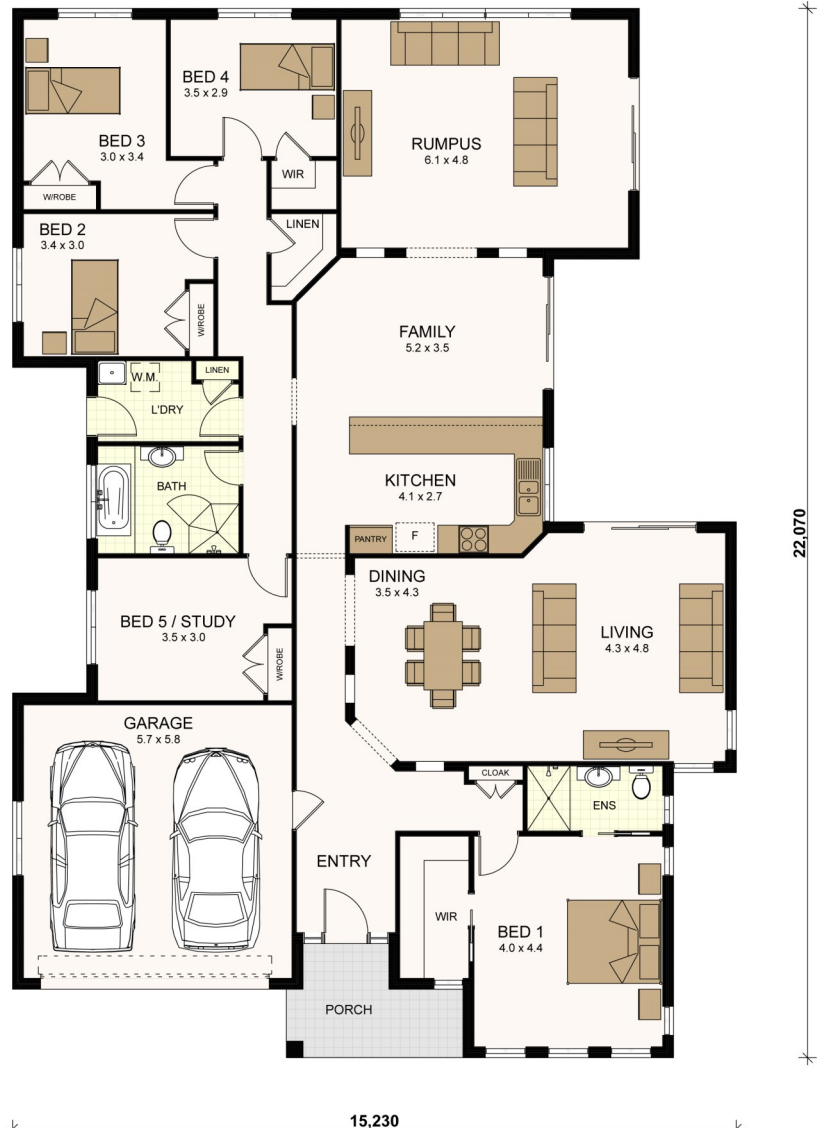 BED 4
3.5 x 2.9
BED 3
3.0 x 3.4
RUMPUS
6.1 x 4.8
WIR
W/ROBE
LINEN
BED 2
3.4 x 3.0
W/ROBE
FAMILY
5.2 x 3.5
W.M.
LINEN
L'DRY
KITCHEN
4.1 x 2.7
BATH
PANTRY
F
22,070
DINING
3.5 x 4.3
BED 5 / STUDY
3.5 x 3.0
W/ROBE
LIVING
4.3 x 4.8
GARAGE
5.7 x 5.8
CLOAK
ENS
ENTRY
WIR
BED 1
4.0 x 4.4
PORCH
15,230